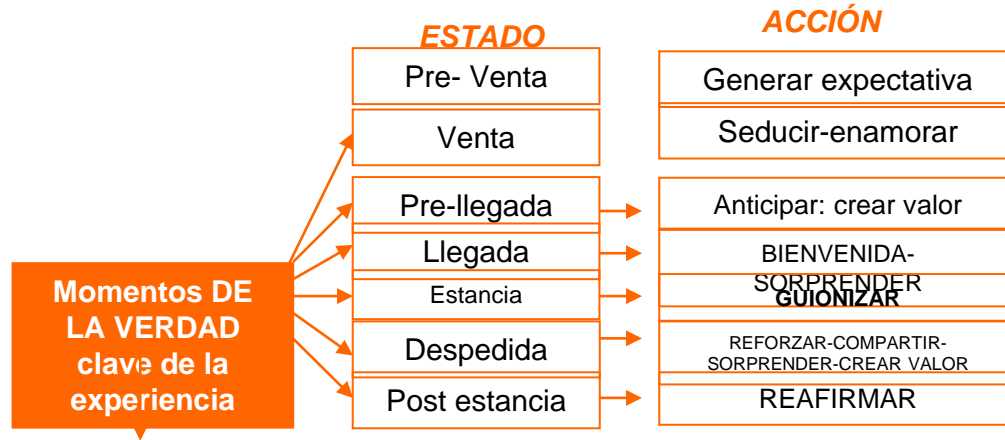 ESTADO
ACCIÓN
Pre- Venta
Generar expectativa
Venta
Seducir-enamorar
Pre-llegada
Anticipar: crear valor
Llegada
BIENVENIDA-
SORPRENDER
Estancia
GUIONIZAR
Despedida
REFORZAR-COMPARTIR-
SORPRENDER-CREAR VALOR
Post estancia
REAFIRMAR
Momentos DE
LA VERDAD
clave de la
experiencia